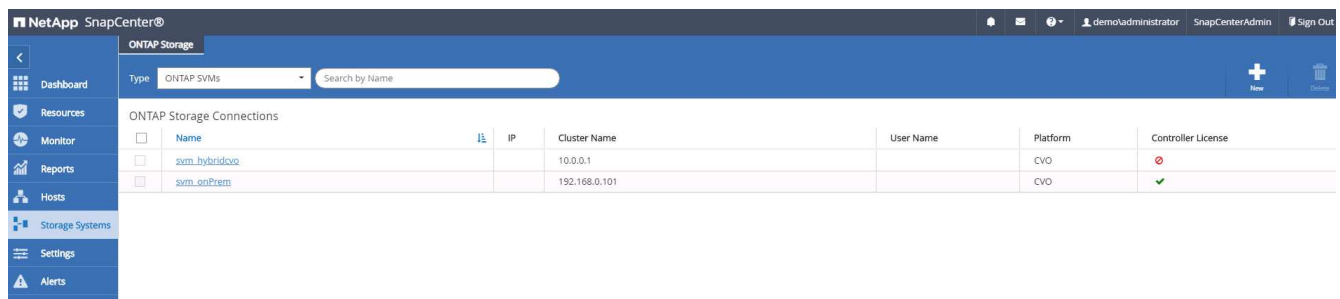 NetApp SnapCenter®
demo\administrator SnapCenterAdmin Sign Out
ONTAP Storage
Type ONTAP SVMs Search by Name New Delete
Dashboard
Resources
Monitor
Reports
Hosts
Storage Systems
Settings
Alerts
ONTAP Storage Connections
Name IP Cluster Name User Name Platform Controller License
svm_hybridcvo 10.0.0.1 CVO
svm_onPrem 192.168.0.101 CVO